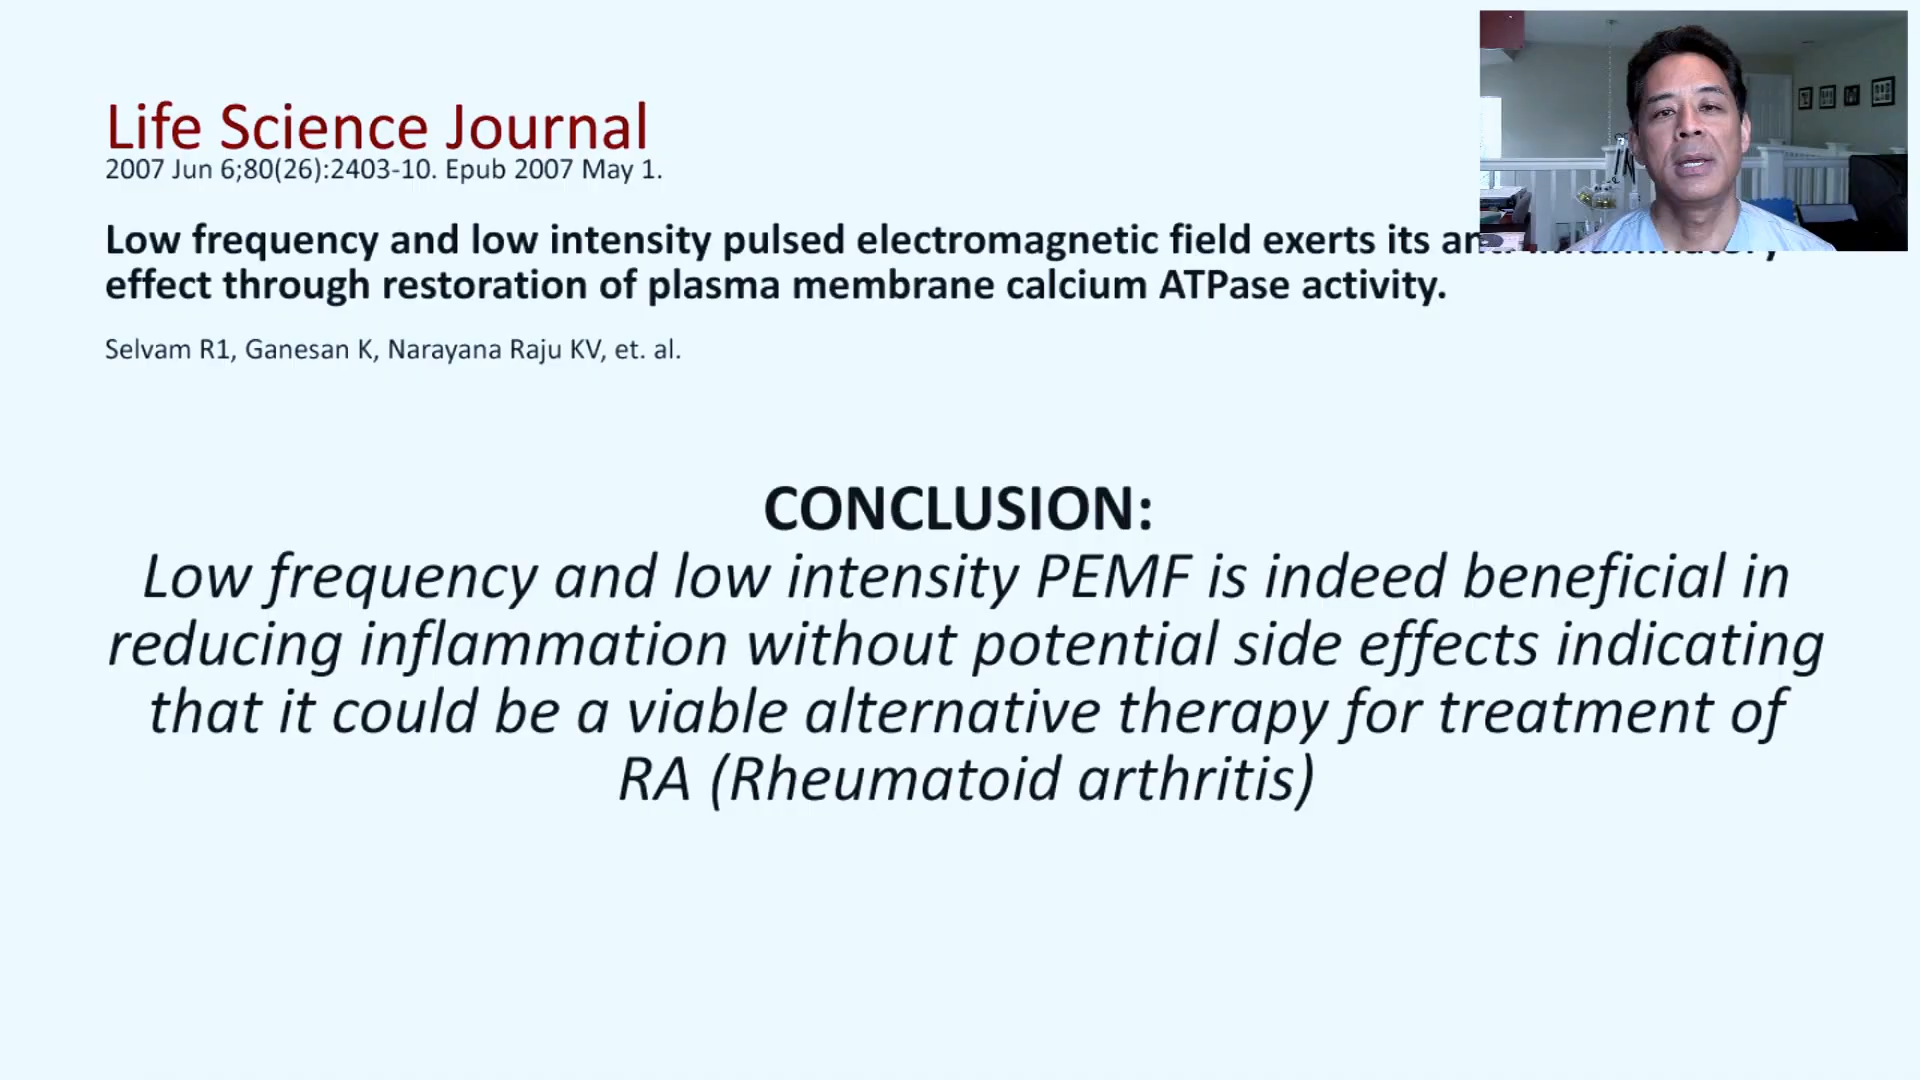 Life Science Journal
2007 Jun 6;80(26):2403-10. Epub 2007 May 1.
Low frequency and low intensity pulsed electromagnetic field exerts its
effect through restoration of plasma membrane calcium ATPase activity.
Selvam R1, Ganesan K, Narayana Raju KV, et. al.
CONCLUSION:
Low frequency and low intensity PEMF is indeed beneficial in
reducing inflammation without potential side effects indicating
that it could be a viable alternative therapy for treatment of
RA (Rheumatoid arthritis)